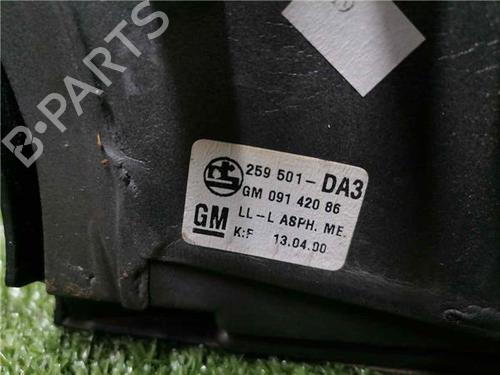 B-PARTS
259 501-DA3
GM 091 420 86
GM
LL-L ASPH. ME.
K:F 13.04.00